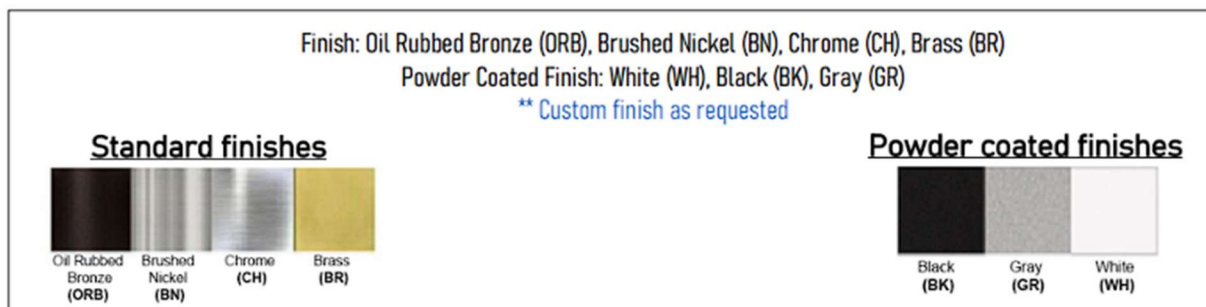 Finish: Oil Rubbed Bronze (ORB), Brushed Nickel (BN), Chrome (CH), Brass (BR)
Powder Coated Finish: White (WH), Black (BK), Gray (GR)
** Custom finish as requested
Standard finishes
Oil Rubbed
Bronze
(ORB)
Brushed
Nickel
(BN)
Chrome
(CH)
Brass
(BR)
Powder coated finishes
Black
(BK)
Gray
(GR)
White
(WH)